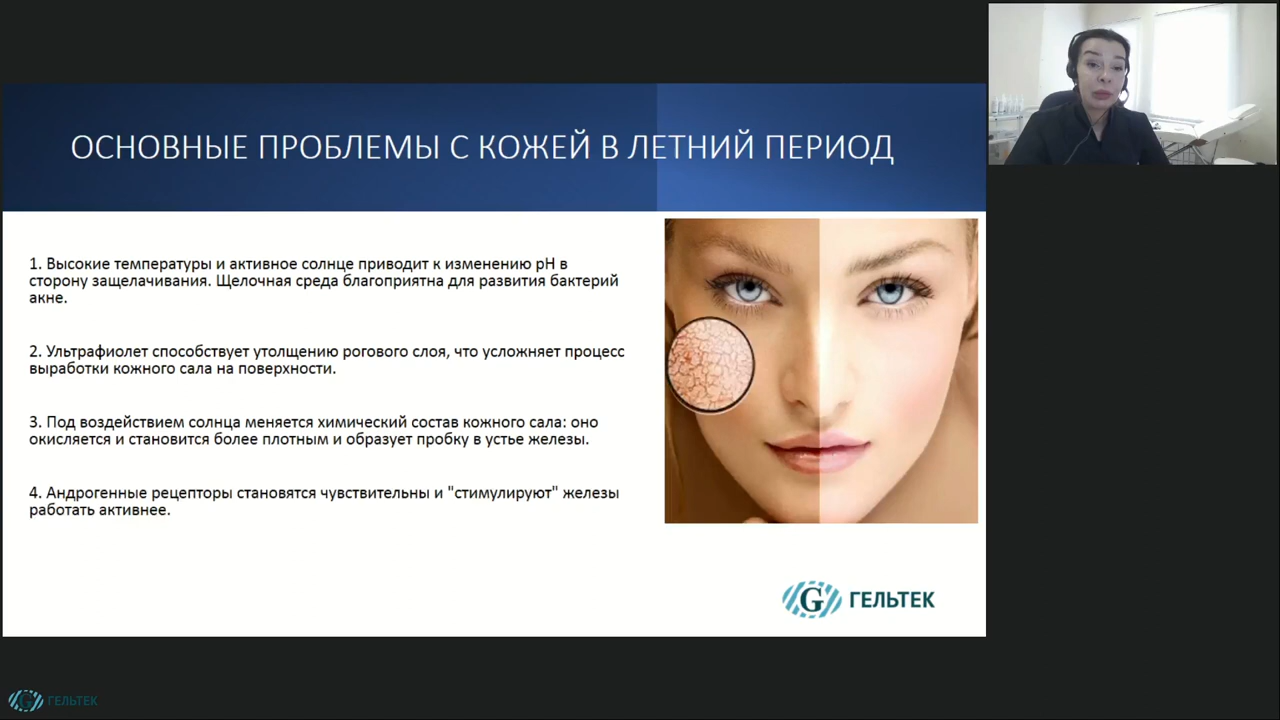 ОСНОВНЫЕ ПРОБЛЕМЫ С КОЖЕЙ В ЛЕТНИЙ ПЕРИОД
1. Высокие температуры и активное солнце приводит к изменению pH в
сторону защелачивания. Щелочная среда благоприятна для развития бактерий
акне.
2. Ультрафиолет способствует утолщению рогового слоя, что усложняет процесс
выработки кожного сала на поверхности.
3. Под воздействием солнца меняется химический состав кожного сала: оно
окисляется и становится более плотным и образует пробку в устье железы.
4. Андрогенные рецепторы становятся чувствительны и "стимулируют" железы
работать активнее.
G ГЕЛЬТЕК
G ГЕЛЬТЕК